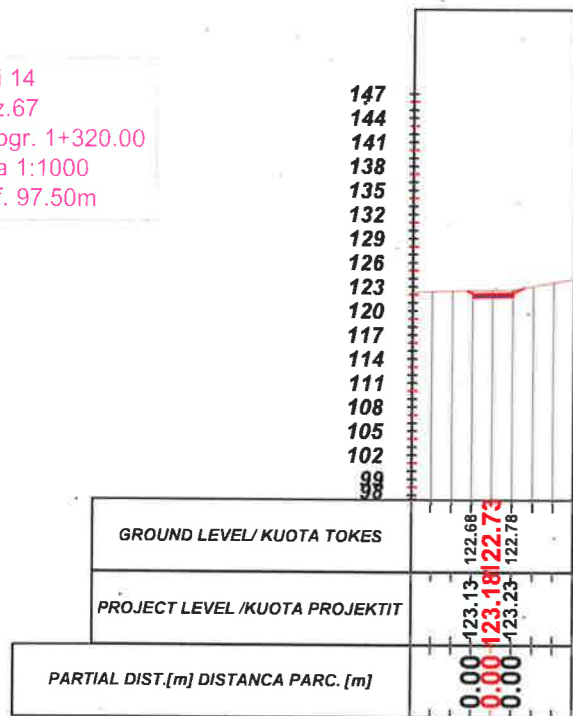 i 14
z.67
ogr. 1+320.00
a 1:1000
f. 97.50m
147
144
141
138
135
132
129
126
123
120
117
114
111
108
105
102
99
98
GROUND LEVEL/ KUOTA TOKES
122.68 122.73 122.78
PROJECT LEVEL /KUOTA PROJEKTIT
123.13 123.18 123.23
PARTIAL DIST.[m] DISTANCA PARC. [m]
0.00 0.00 0.00